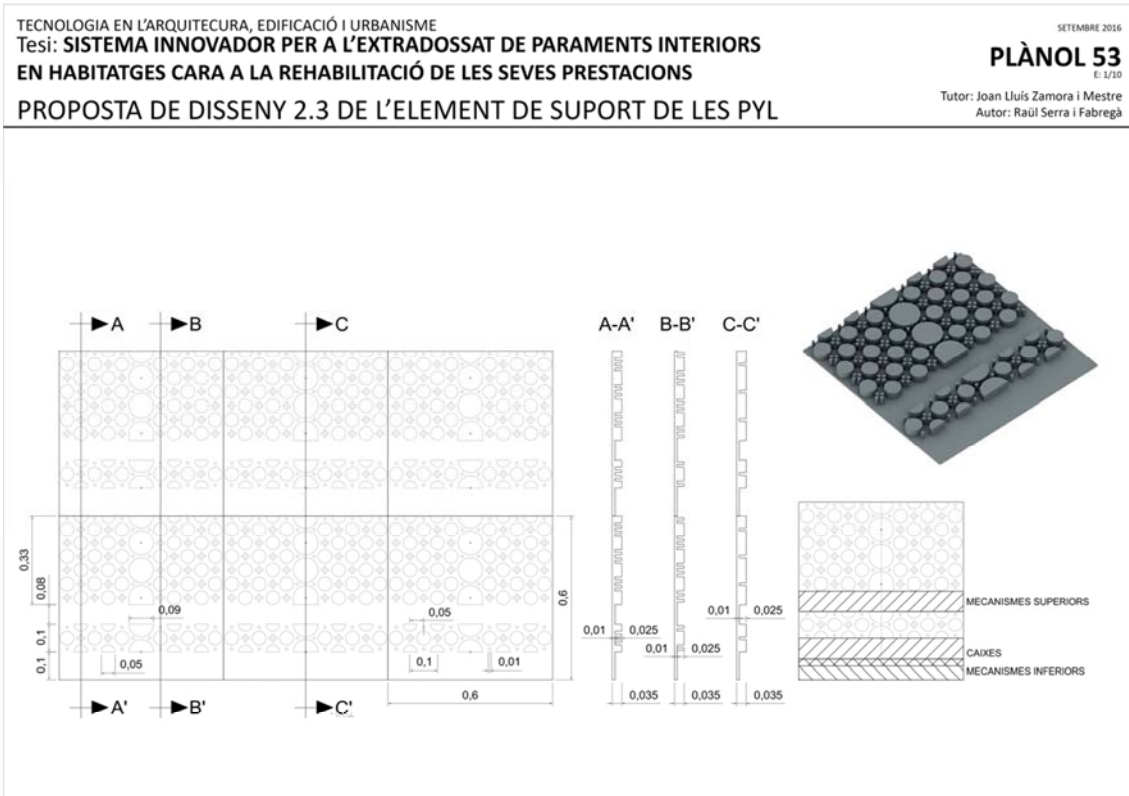 TECNOLOGIA EN L'ARQUITECTURA, EDIFICACIÓ I URBANISME
Tesi: SISTEMA INNOVADOR PER A L'EXTRADOSSAT DE PARAMENTS INTERIORS
EN HABITATGES CARA A LA REHABILITACIÓ DE LES SEVES PRESTACIONS
PROPOSTA DE DISSENY 2.3 DE L'ELEMENT DE SUPORT DE LES PYL
SETEMBRE 2016
PLÀNOL 53
E: 1/10
Tutor: Joan Lluís Zamora i Mestre
Autor: Raül Serra i Fabregà
A B C
A-A' B-B' C-C'
0,33
0,08
0,1
0,1
0,09
0,05
0,05
0,1
0,01
0,6
0,6
A' B' C'
0,01 0,025
0,01 0,025
0,01 0,025
0,035 0,035 0,035
MECANISMES SUPERIORS
CAIXES
MECANISMES INFERIORS